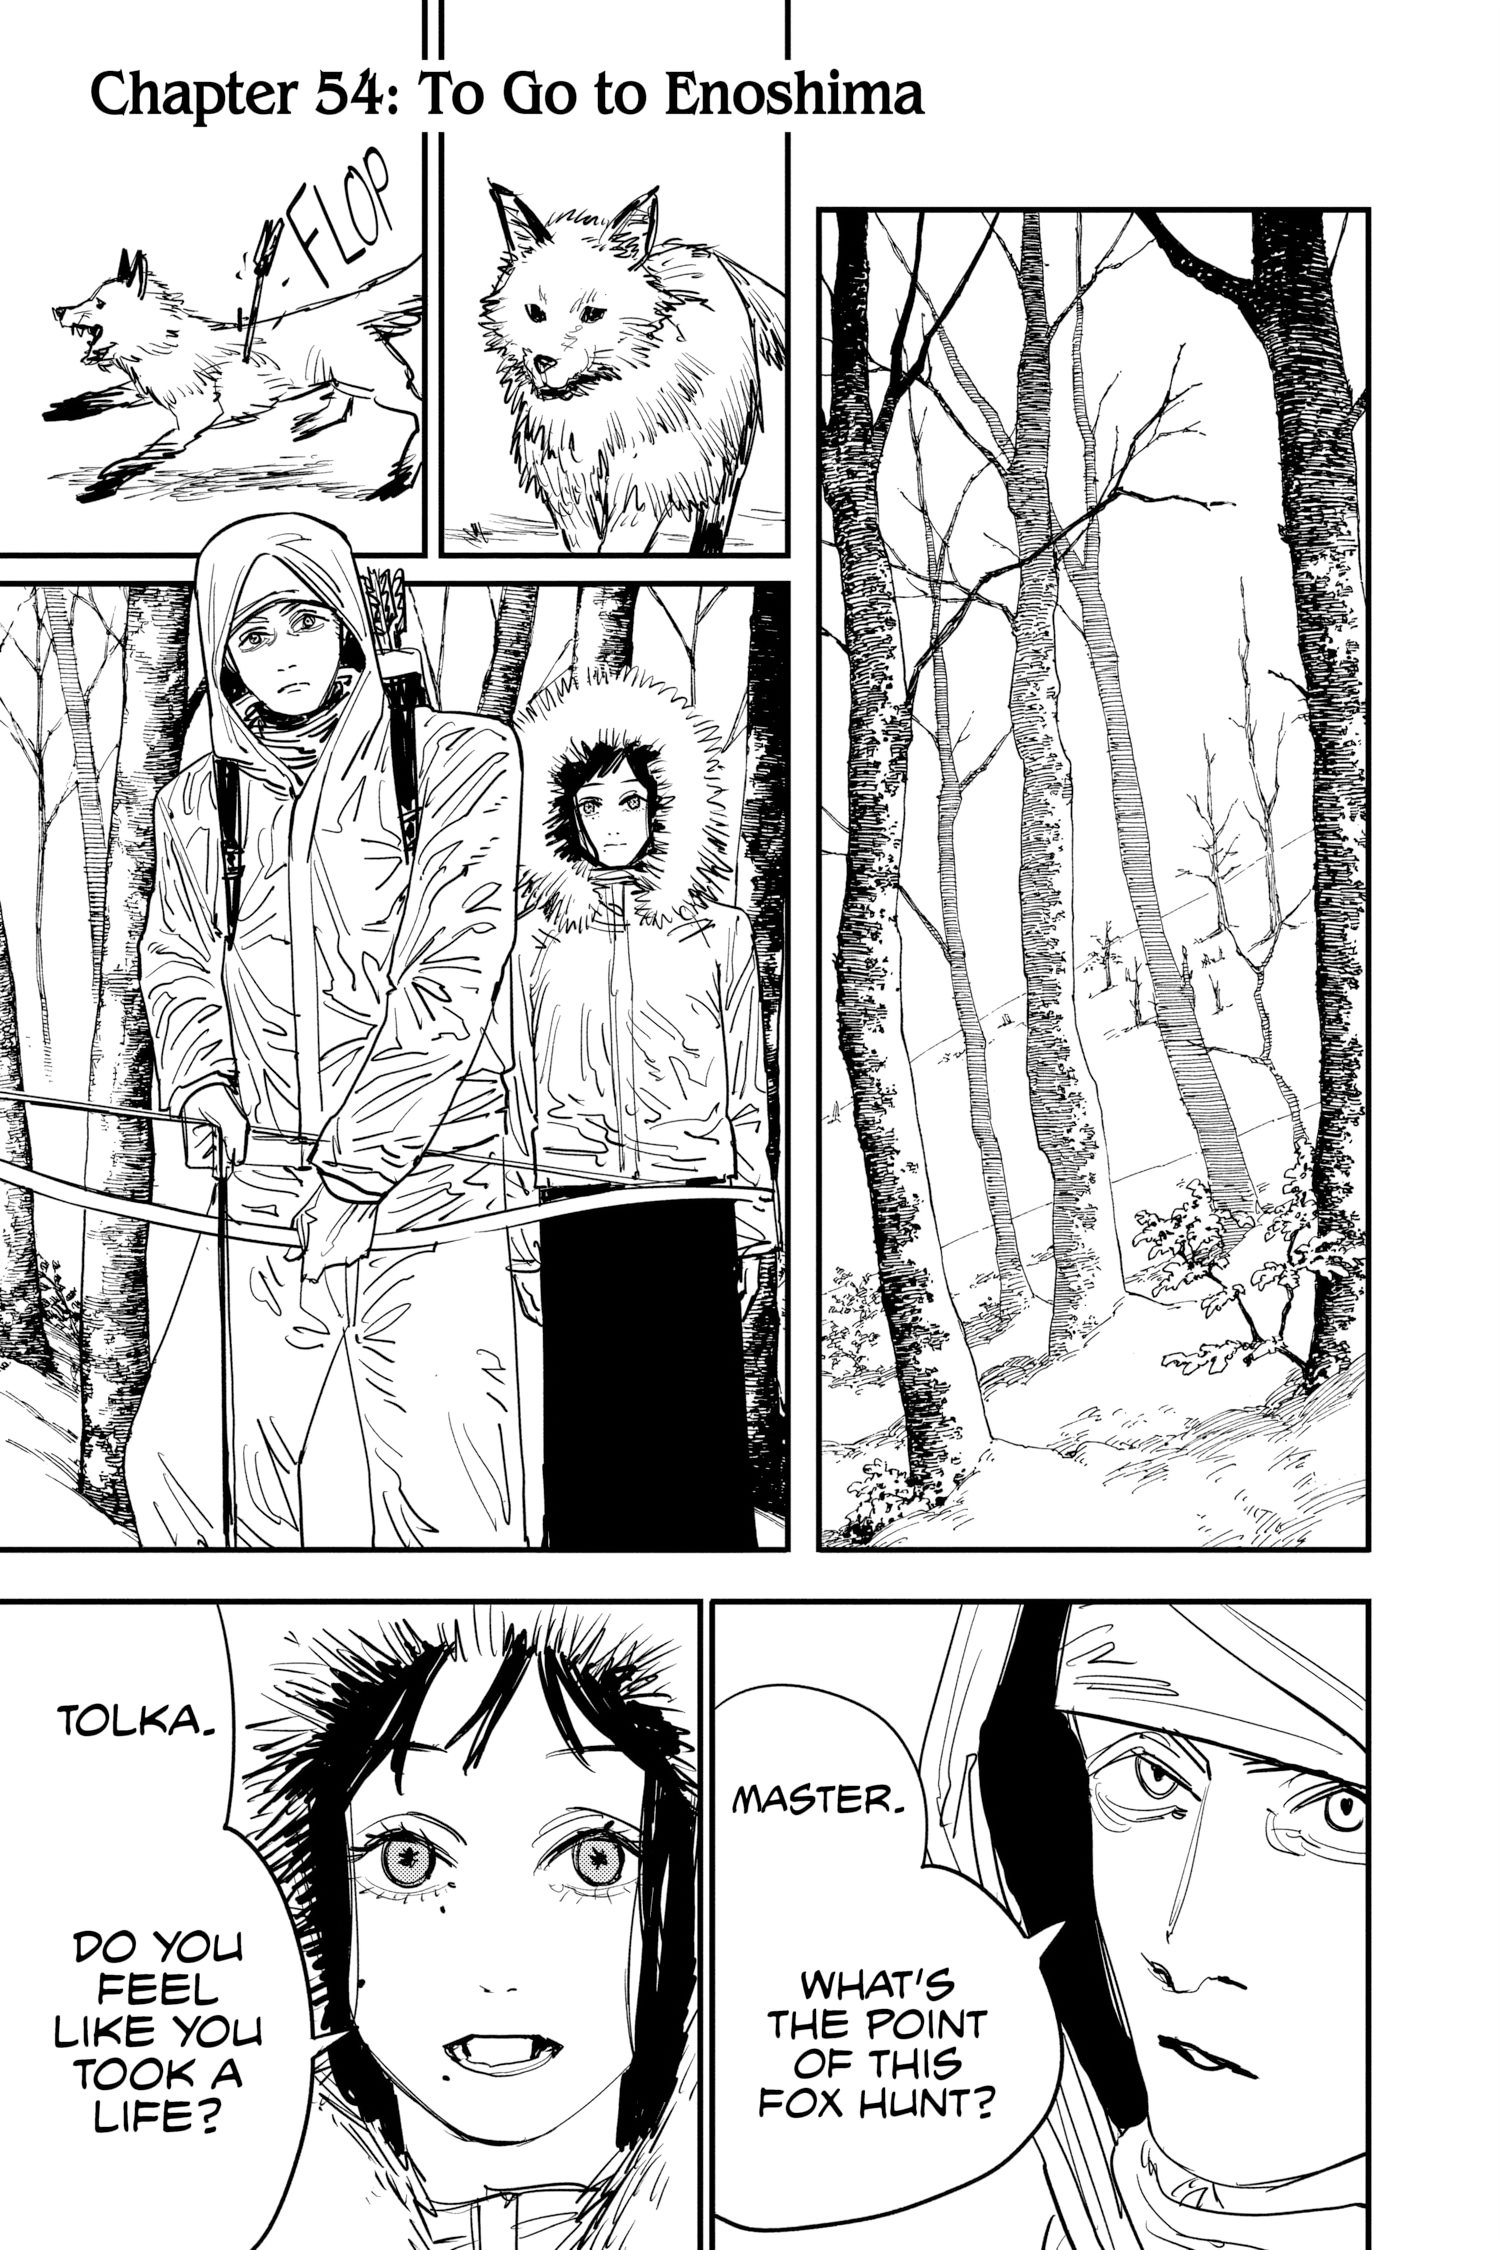 Chapter 54: To Go to Enoshima
FLOP
MASTER.
WHAT'S
THE POINT
OF THIS
FOX HUNT?
TOLKA.
DO YOU
FEEL
LIKE YOU
TOOK A
LIFE?